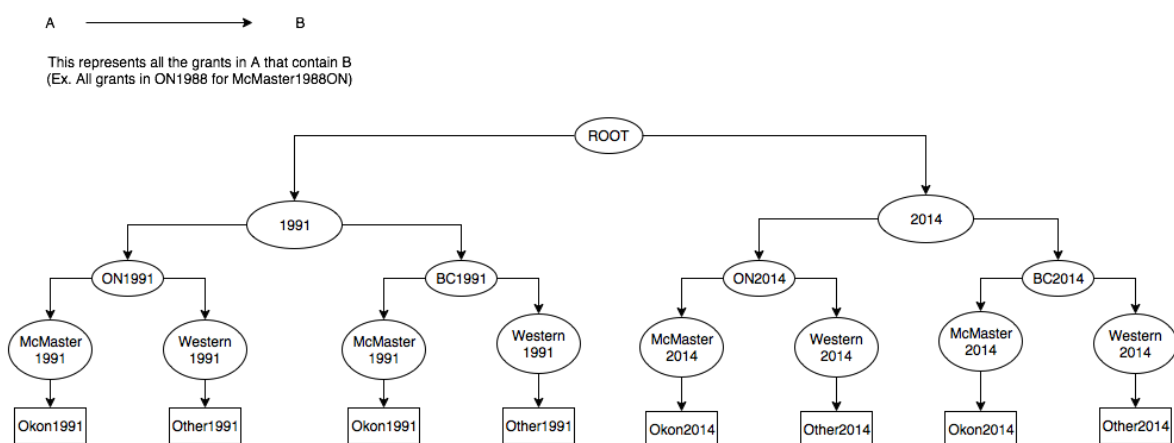 A B
This represents all the grants in A that contain B
(Ex. All grants in ON1988 for McMaster1988ON)
ROOT
1991
2014
ON1991
BC1991
ON2014
BC2014
McMaster
1991
Western
1991
McMaster
1991
Western
1991
McMaster
2014
Western
2014
McMaster
2014
Western
2014
Okon1991
Other1991
Okon1991
Other1991
Okon2014
Other2014
Okon2014
Other2014